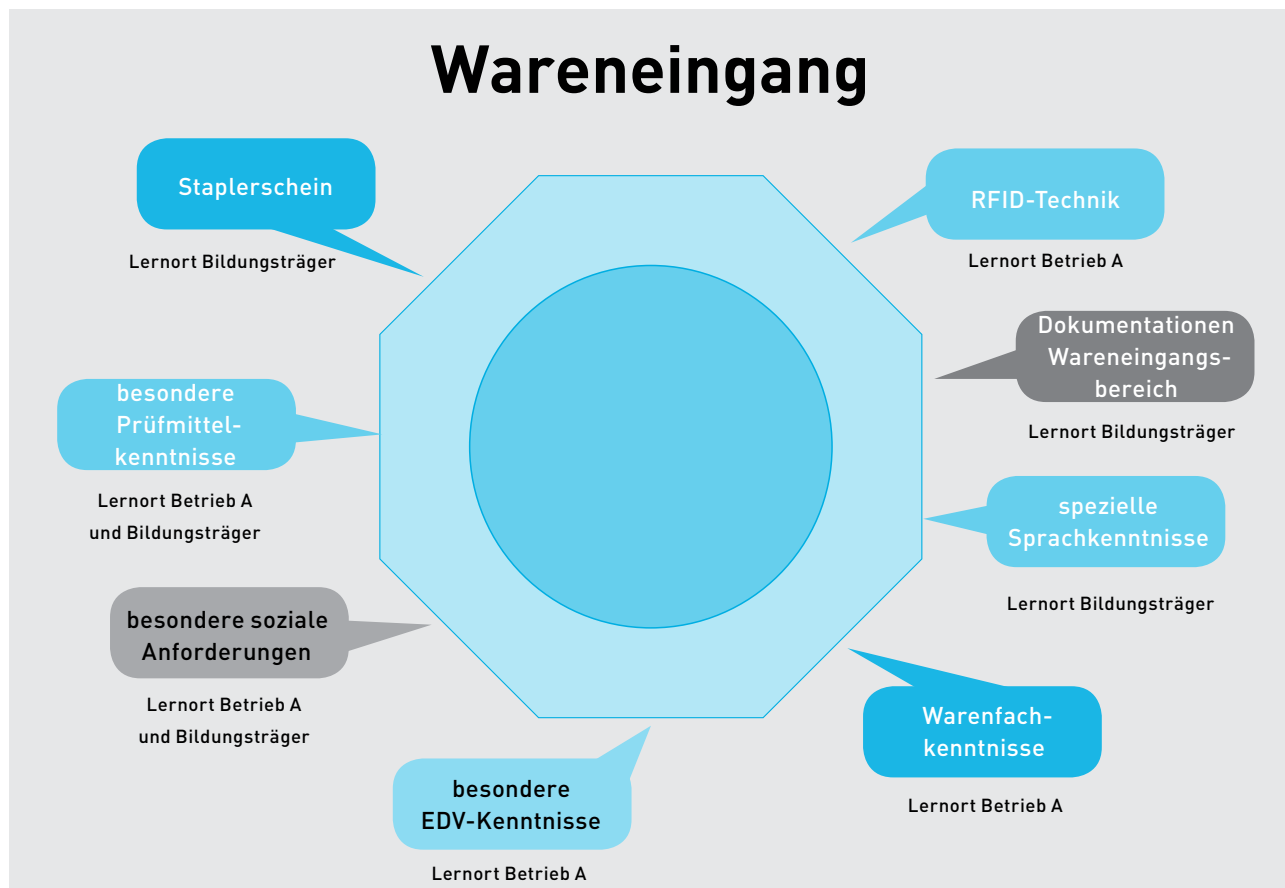 Wareneingang
Staplerschein
Lernort Bildungsträger
RFID-Technik
Lernort Betrieb A
Dokumentationen
Wareneingangs-
bereich
Lernort Bildungsträger
besondere
Prüfmittel-
kenntnisse
Lernort Betrieb A
und Bildungsträger
spezielle
Sprachkenntnisse
Lernort Bildungsträger
besondere soziale
Anforderungen
Lernort Betrieb A
und Bildungsträger
Warenfach-
kenntnisse
Lernort Betrieb A
besondere
EDV-Kenntnisse
Lernort Betrieb A